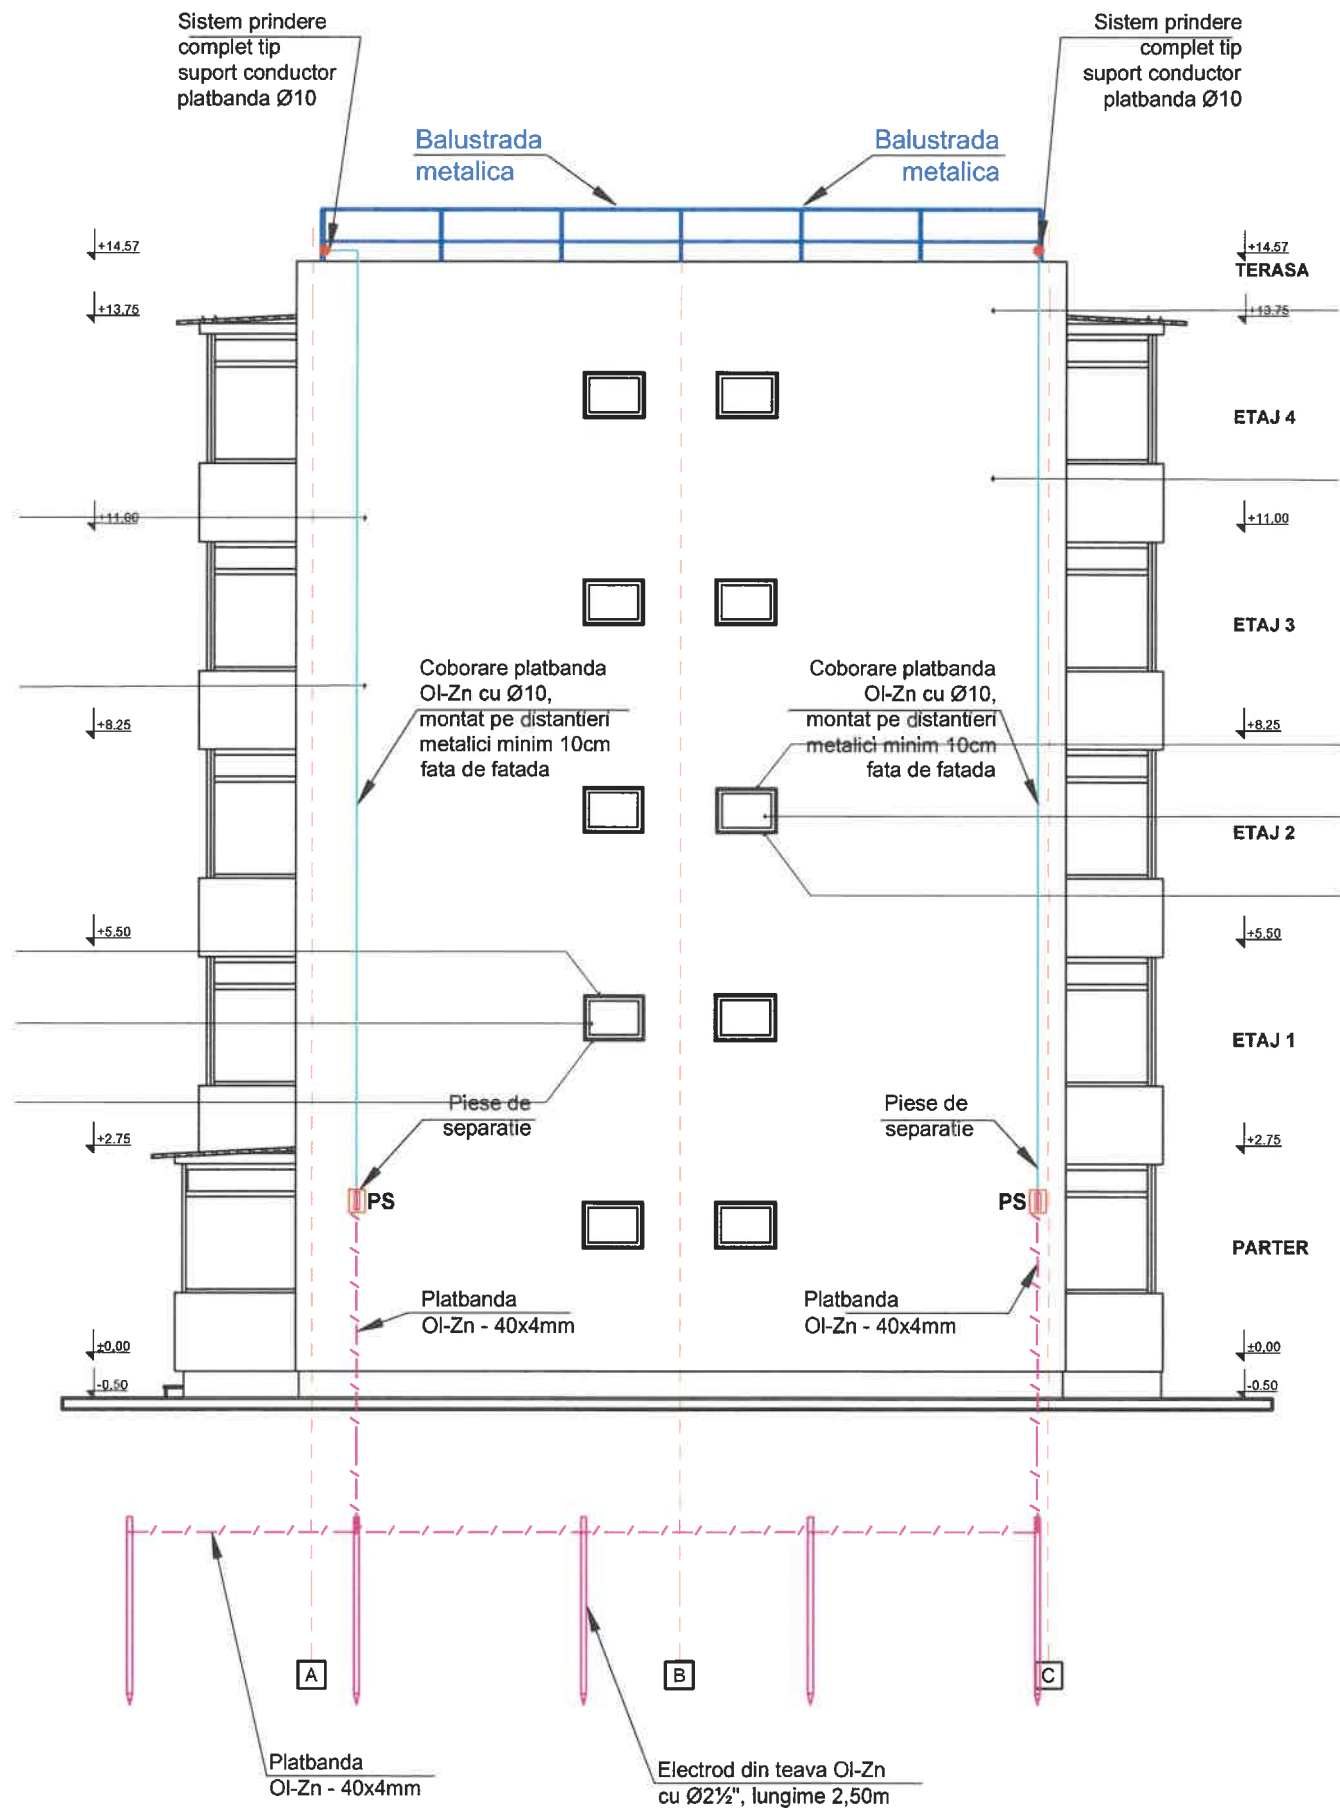 Sistem prindere
complet tip
suport conductor
platbanda Ø10
Sistem prindere
complet tip
suport conductor
platbanda Ø10
Balustrada
metalica
Balustrada
metalica
+14.57
+14.57
TERASA
+13.75
+13.75
ETAJ 4
+11.00
+11.00
ETAJ 3
Coborare platbanda
Ol-Zn cu Ø10,
montat pe distantieri
metalici minim 10cm
fata de fatada
Coborare platbanda
Ol-Zn cu Ø10,
montat pe distantieri
metalici minim 10cm
fata de fatada
+8.25
+8.25
ETAJ 2
+5.50
+5.50
ETAJ 1
Piese de
separatie
Piese de
separatie
+2.75
+2.75
PS
PS
PARTER
Platbanda
Ol-Zn - 40x4mm
Platbanda
Ol-Zn - 40x4mm
±0.00
±0.00
-0.50
-0.50
A
B
C
Platbanda
Ol-Zn - 40x4mm
Electrod din teava Ol-Zn
cu Ø2½", lungime 2,50m